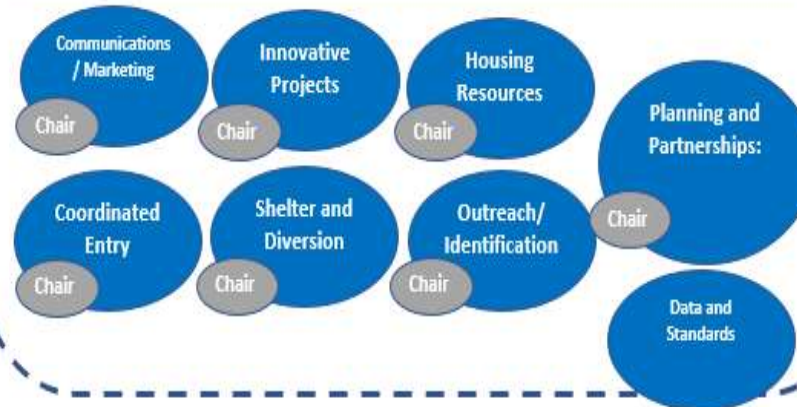 Communications
/ Marketing
Chair
Innovative
Projects
Chair
Housing
Resources
Chair
Planning and
Partnerships:
Chair
Coordinated
Entry
Chair
Shelter and
Diversion
Chair
Outreach/
Identification
Chair
Data and
Standards